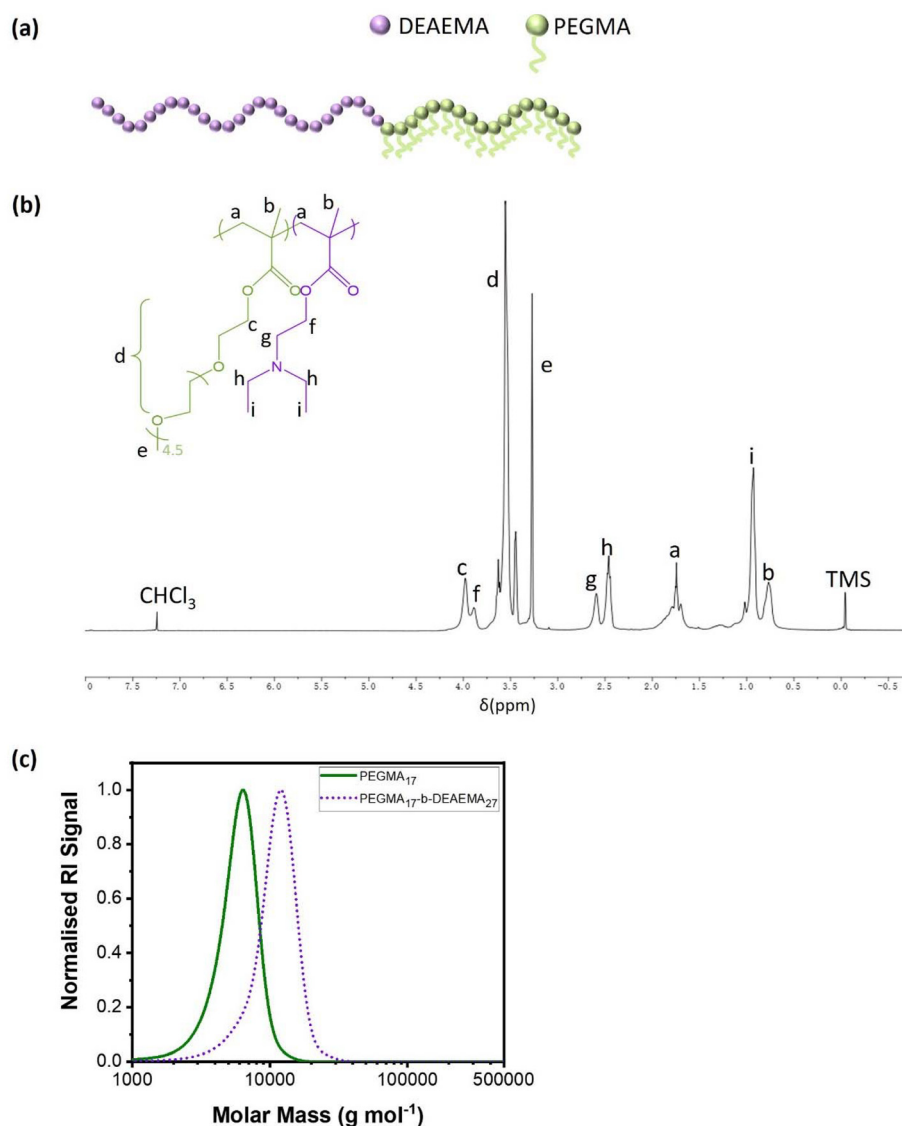 (a)
DEAEMA
PEGMA
(b)
a
b
a
b
O
O
O
O
c
f
g
d
O
N
h
h
i
i
O
e
4.5
d
e
i
c
f
g
h
a
b
CHCl₃
TMS
0
7.5
7.0
6.5
6.0
5.5
5.0
4.5
4.0
3.5
3.0
2.5
2.0
1.5
1.0
0.5
0.0
-0.5
δ(ppm)
(c)
PEGMA₁₇
PEGMA₁₇-b-DEAEMA₂₇
1.0
0.8
0.6
0.4
0.2
0.0
Normalised RI Signal
1000
10000
100000
500000
Molar Mass (g mol⁻¹)